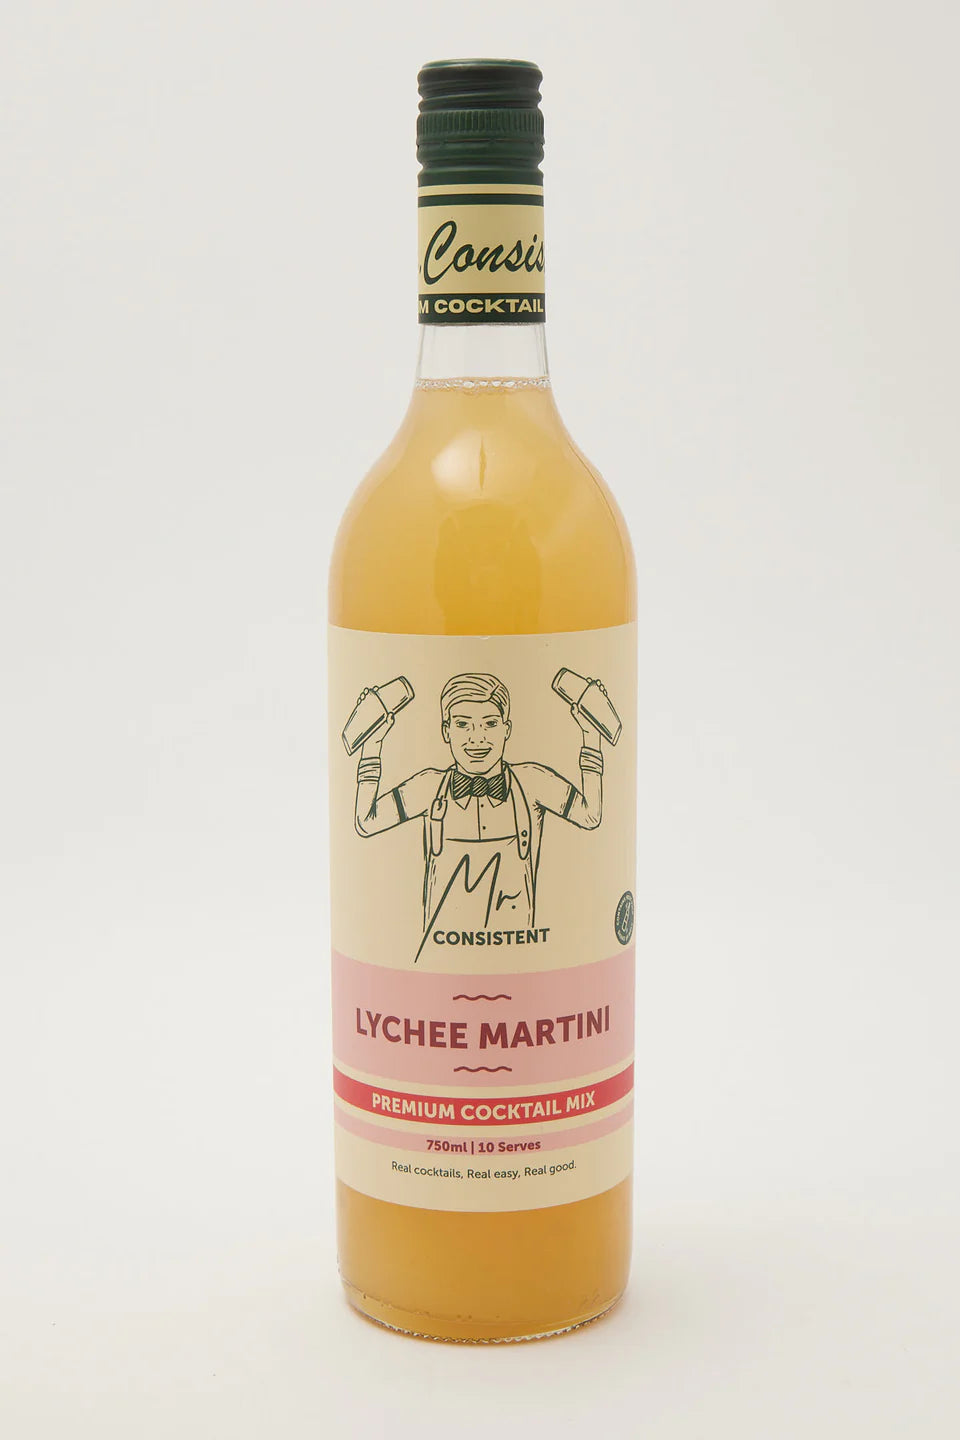 Consis
M COCKTAIL
Mr.
CONSISTENT
LYCHEE MARTINI
PREMIUM COCKTAIL MIX
750ml | 10 Serves
Real cocktails, Real easy, Real good.